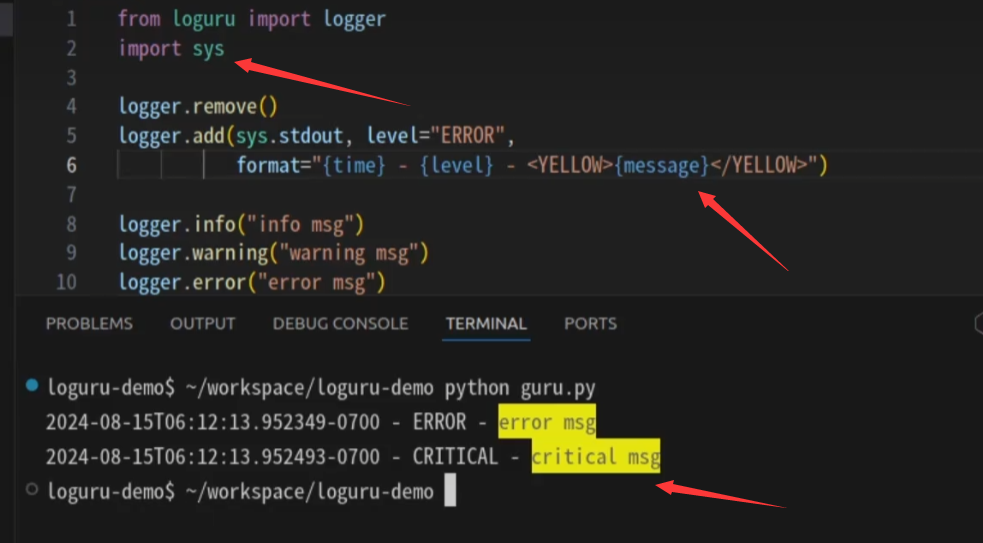 1 from loguru import logger
2 import sys
3
4 logger.remove()
5 logger.add(sys.stdout, level="ERROR",
6 format="{time} - {level} - <YELLOW>{message}</YELLOW>")
7
8 logger.info("info msg")
9 logger.warning("warning msg")
10 logger.error("error msg")
PROBLEMS OUTPUT DEBUG CONSOLE TERMINAL PORTS
loguru-demo$ ~/workspace/loguru-demo python guru.py
2024-08-15T06:12:13.952349-0700 - ERROR - error msg
2024-08-15T06:12:13.952493-0700 - CRITICAL - critical msg
loguru-demo$ ~/workspace/loguru-demo